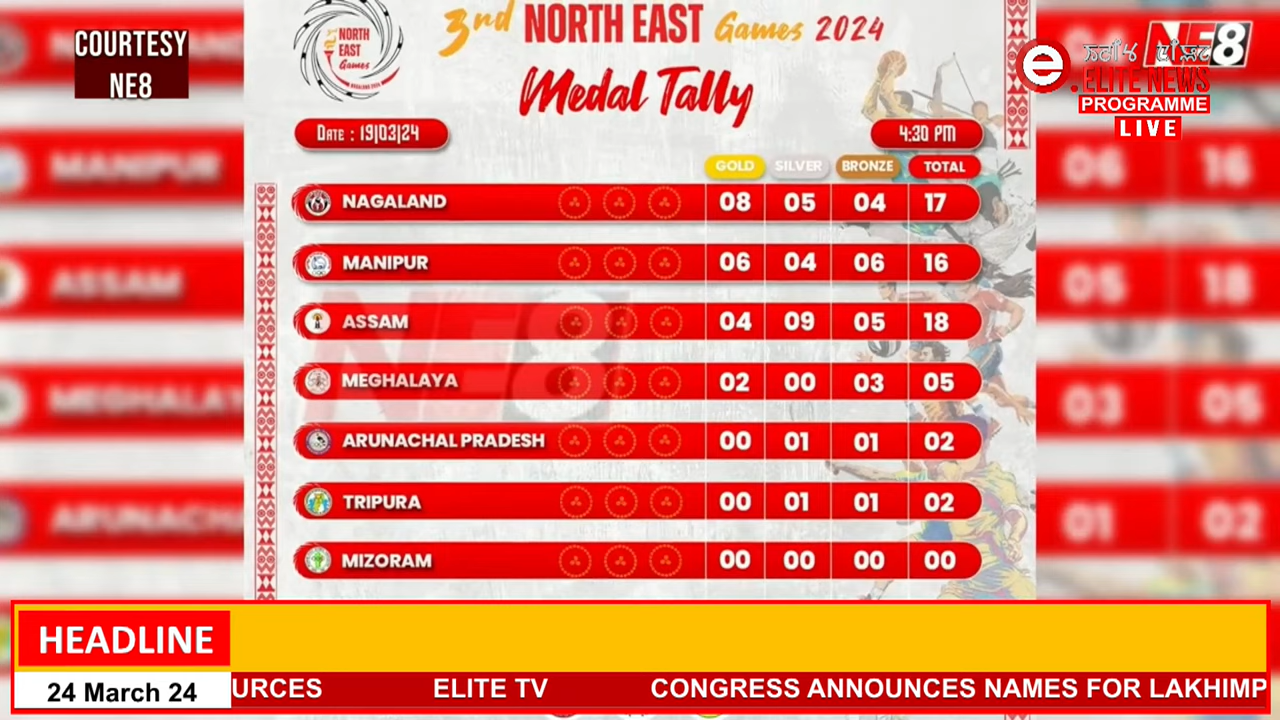 COURTESY
NE8
3rd NORTH EAST Games 2024
NORTH
EAST
Games
Medal Tally
NE8
e.
ELITE NEWS
PROGRAMME
LIVE
DATE : 19|03|24
4:30 PM
GOLD SILVER BRONZE TOTAL
NAGALAND 08 05 04 17
MANIPUR 06 04 06 16
ASSAM 04 09 05 18
MEGHALAYA 02 00 03 05
ARUNACHAL PRADESH 00 01 01 02
TRIPURA 00 01 01 02
MIZORAM 00 00 00 00
NE8
HEADLINE
24 March 24
URCES ELITE TV CONGRESS ANNOUNCES NAMES FOR LAKHIMP